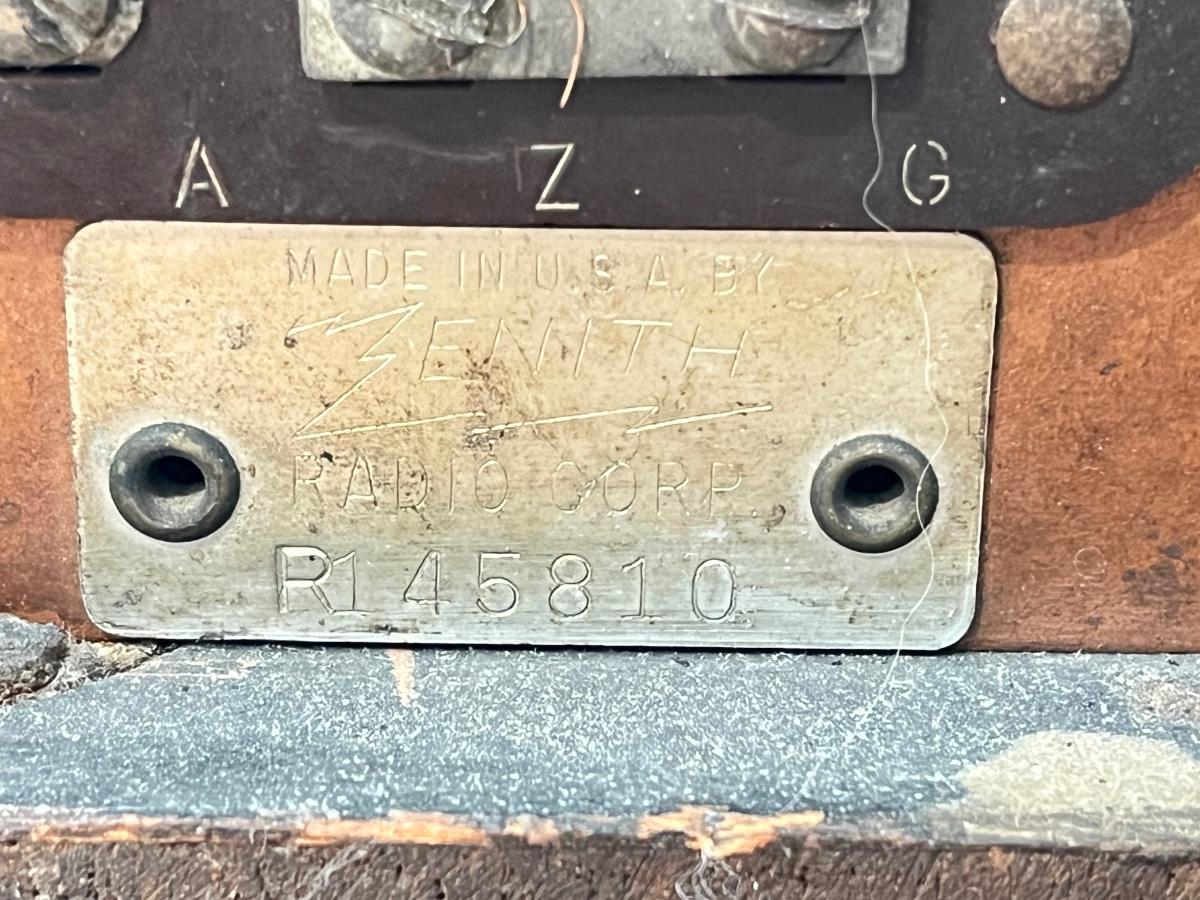 A Z G
MADE IN U.S.A. BY
ZENITH
RADIO CORP.
R145810